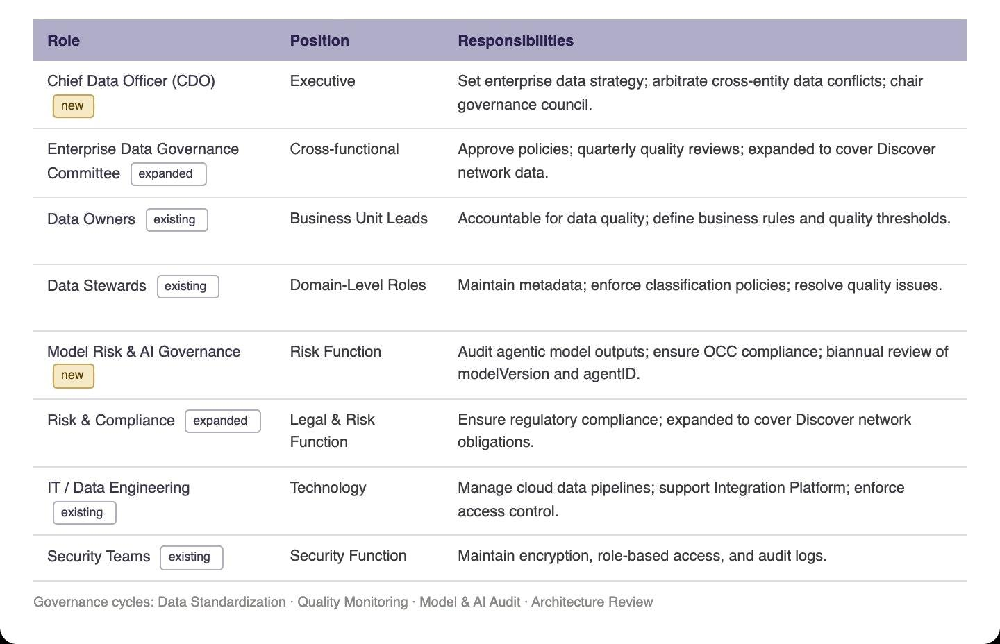 Role Position Responsibilities
Chief Data Officer (CDO) Executive Set enterprise data strategy; arbitrate cross-entity data conflicts; chair
new governance council.
Enterprise Data Governance Cross-functional Approve policies; quarterly quality reviews; expanded to cover Discover
Committee expanded network data.
Data Owners existing Business Unit Leads Accountable for data quality; define business rules and quality thresholds.
Data Stewards existing Domain-Level Roles Maintain metadata; enforce classification policies; resolve quality issues.
Model Risk & AI Governance Risk Function Audit agentic model outputs; ensure OCC compliance; biannual review of
new modelVersion and agentID.
Risk & Compliance expanded Legal & Risk Ensure regulatory compliance; expanded to cover Discover network
Function obligations.
IT / Data Engineering Technology Manage cloud data pipelines; support Integration Platform; enforce
existing access control.
Security Teams existing Security Function Maintain encryption, role-based access, and audit logs.
Governance cycles: Data Standardization · Quality Monitoring · Model & AI Audit · Architecture Review